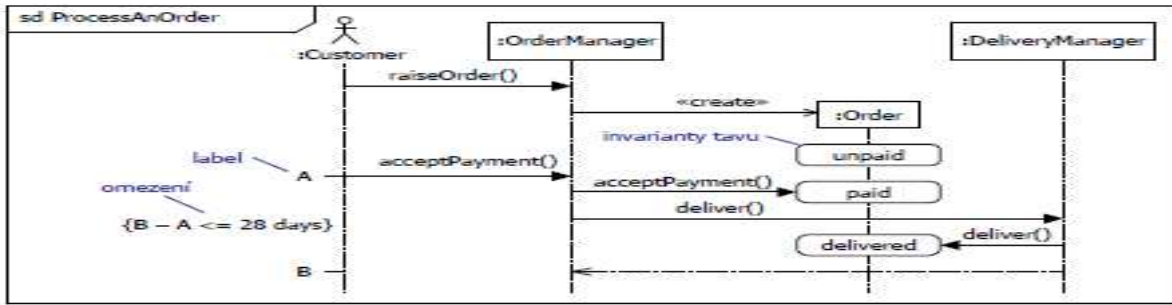 sd ProcessAnOrder
:Customer
:OrderManager
:DeliveryManager
raiseOrder()
«create»
:Order
invarianty tavu
unpaid
label
A
acceptPayment()
omezení
acceptPayment()
paid
{B – A <= 28 days}
deliver()
delivered
deliver()
B